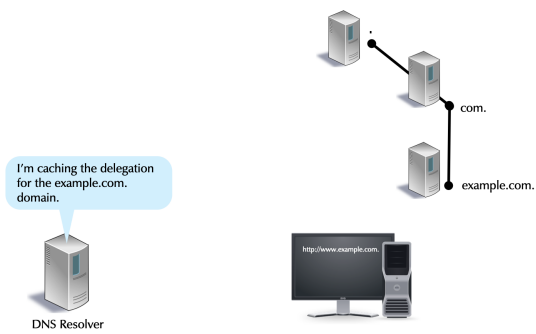 .
com.
example.com.
I'm caching the delegation
for the example.com.
domain.
http://www.example.com.
DNS Resolver